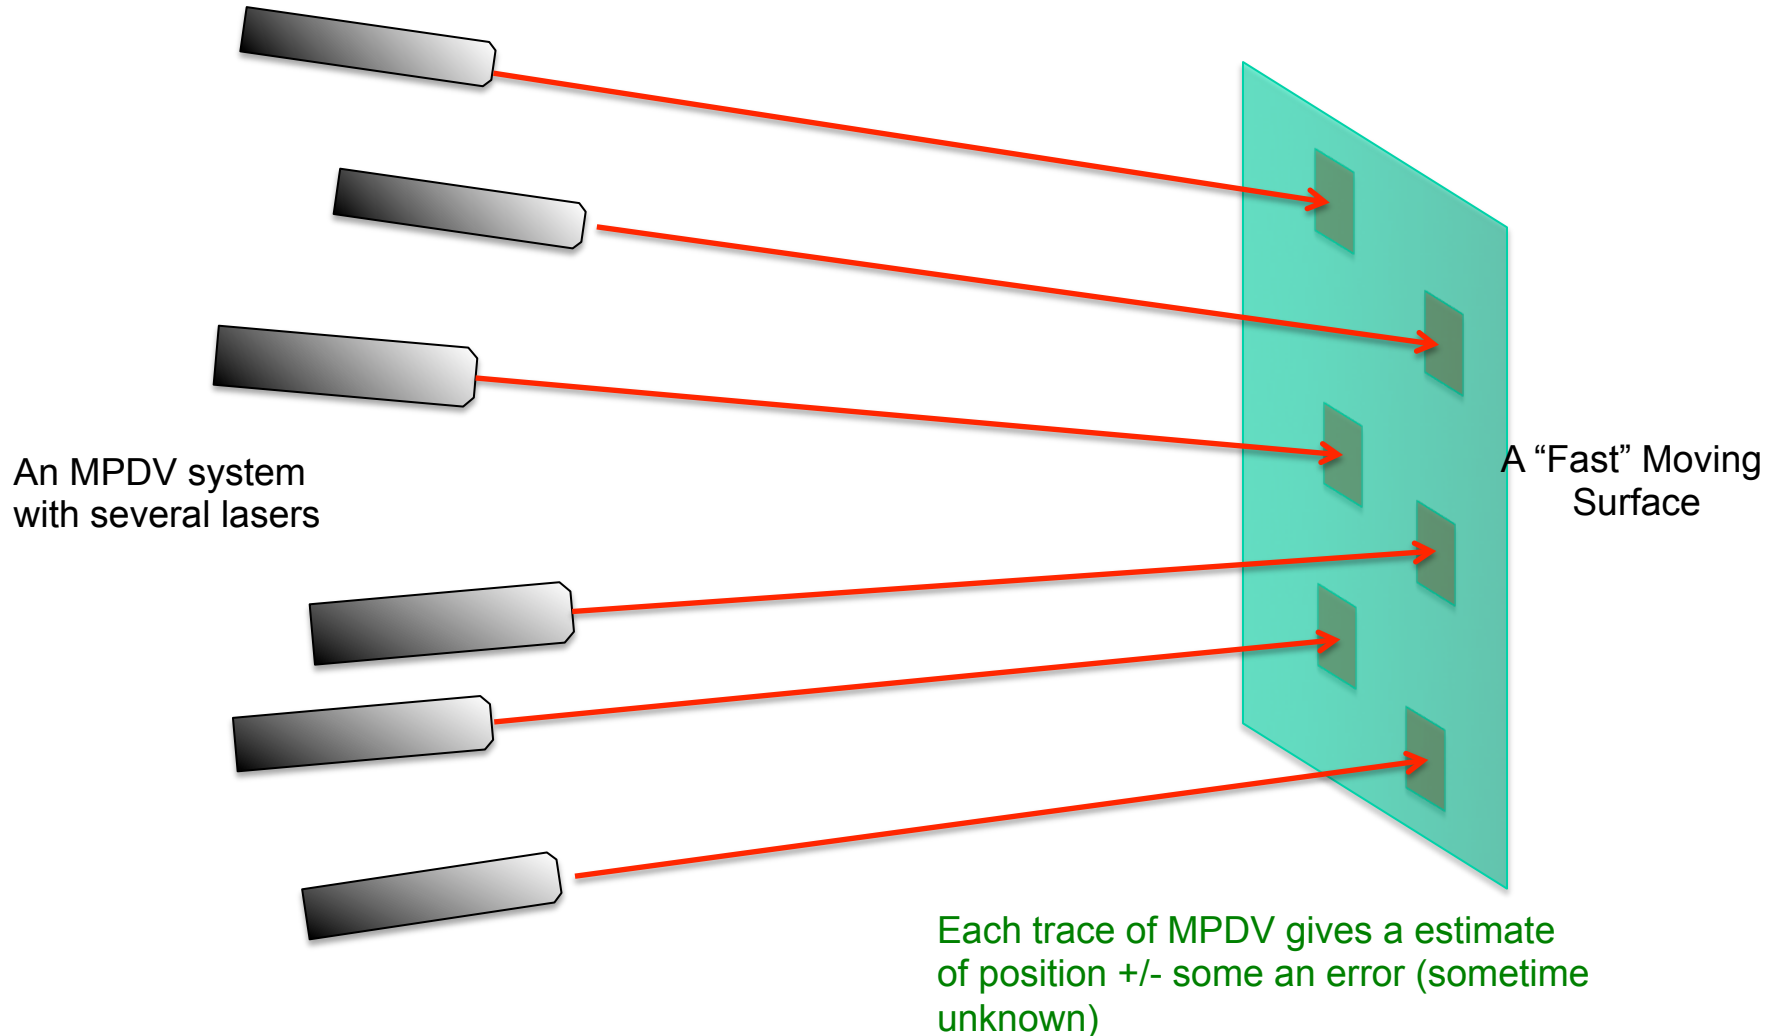 An MPDV system
with several lasers
A “Fast” Moving
Surface
Each trace of MPDV gives a estimate
of position +/- some an error (sometime
unknown)